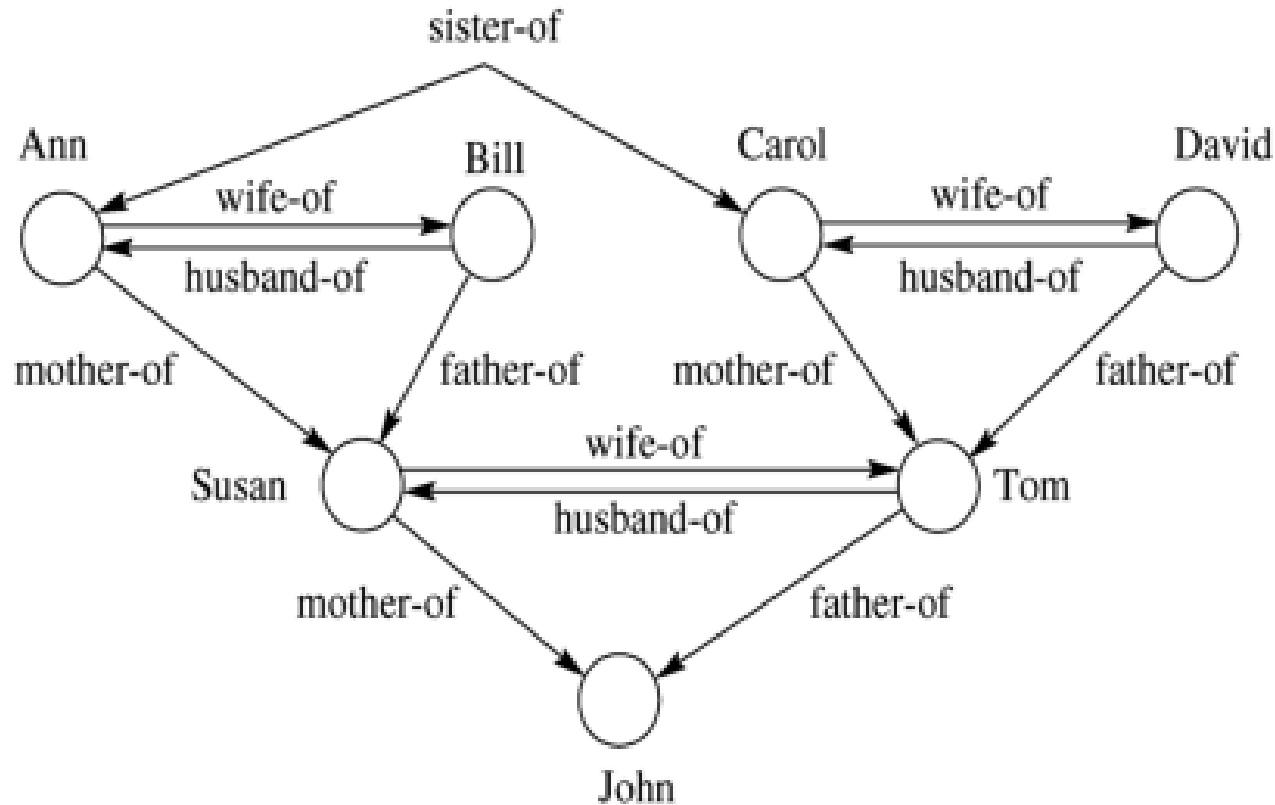 sister-of
Ann
Bill
Carol
David
wife-of
wife-of
husband-of
husband-of
mother-of
father-of
mother-of
father-of
wife-of
Susan
Tom
husband-of
mother-of
father-of
John